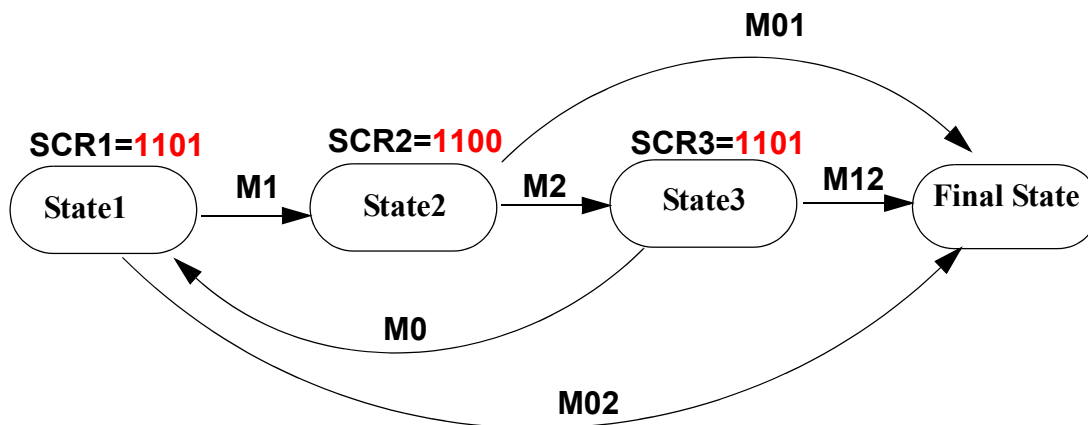 M01
SCR1=1101
SCR2=1100
SCR3=1101
State1
M1
State2
M2
State3
M12
Final State
M0
M02